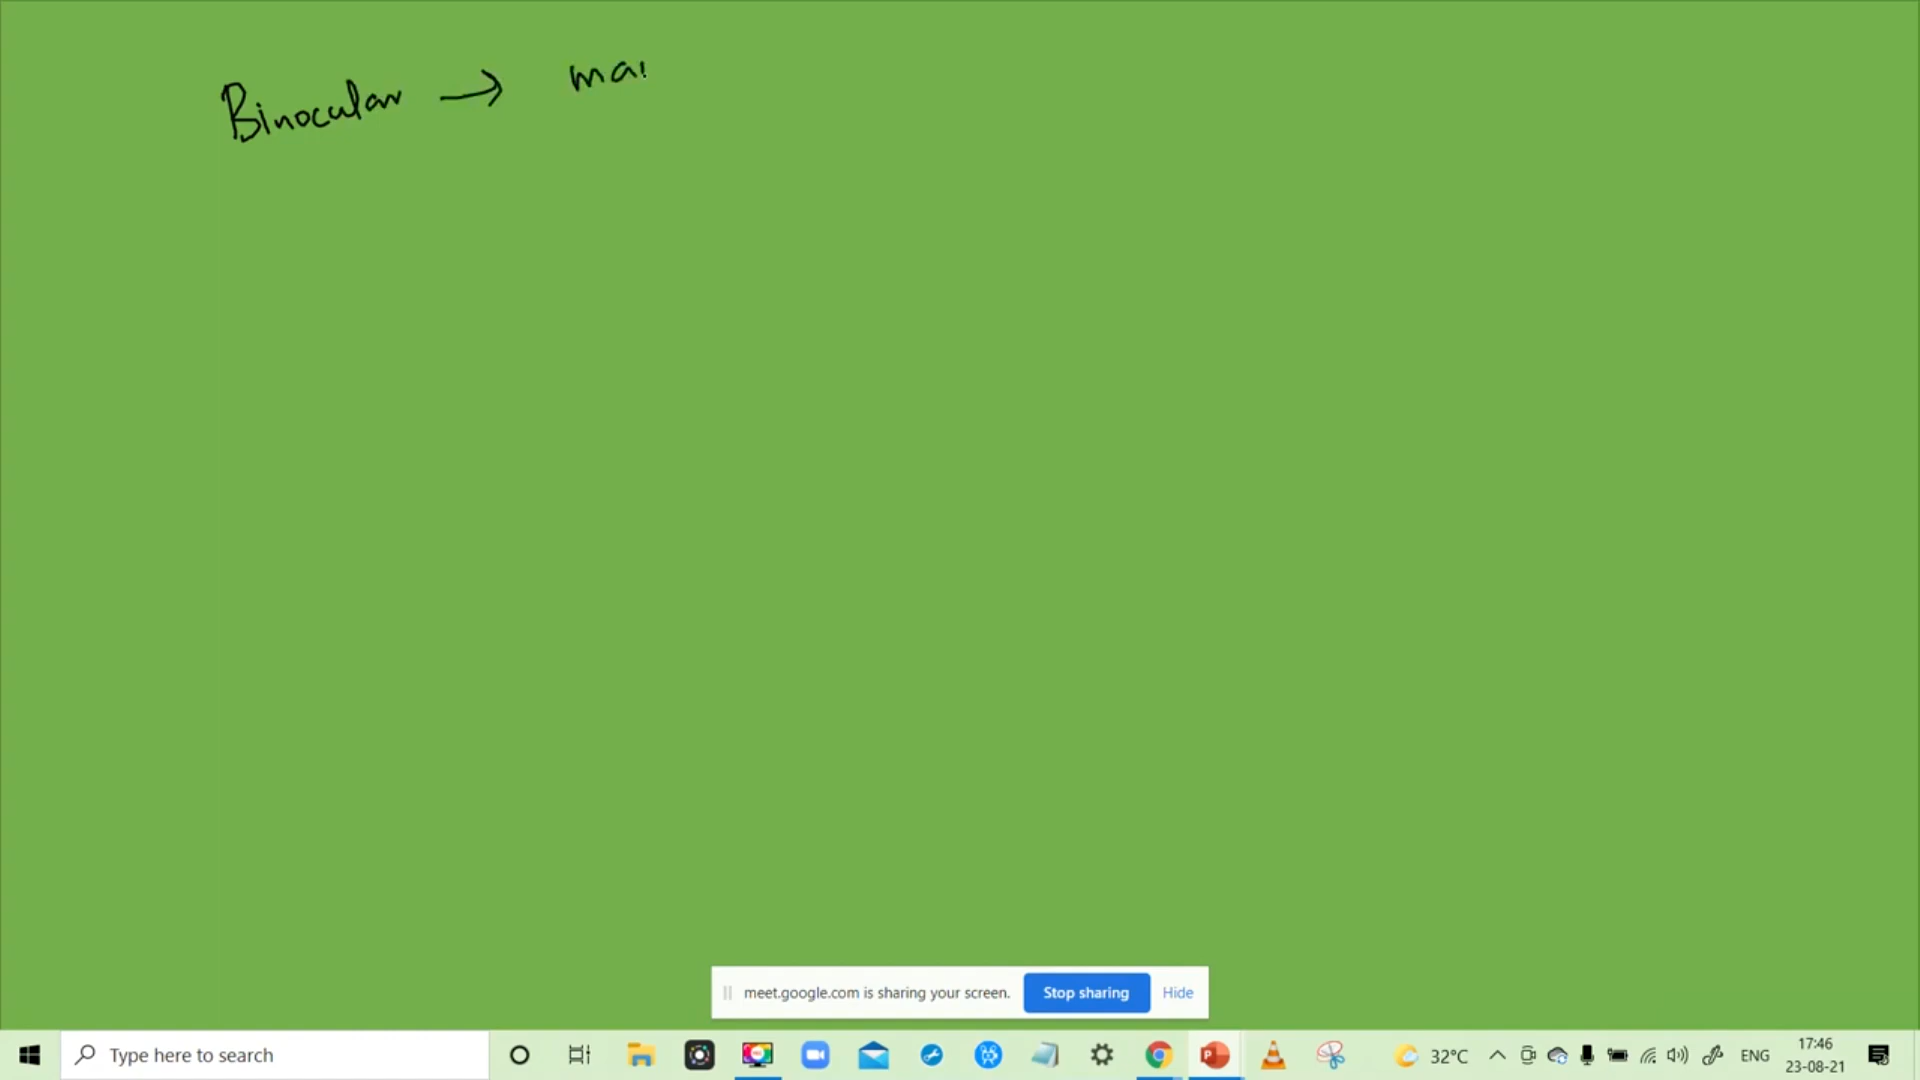 Binocular → ma
meet.google.com is sharing your screen. Stop sharing Hide
Type here to search
32°C ENG 17:46
23-08-21